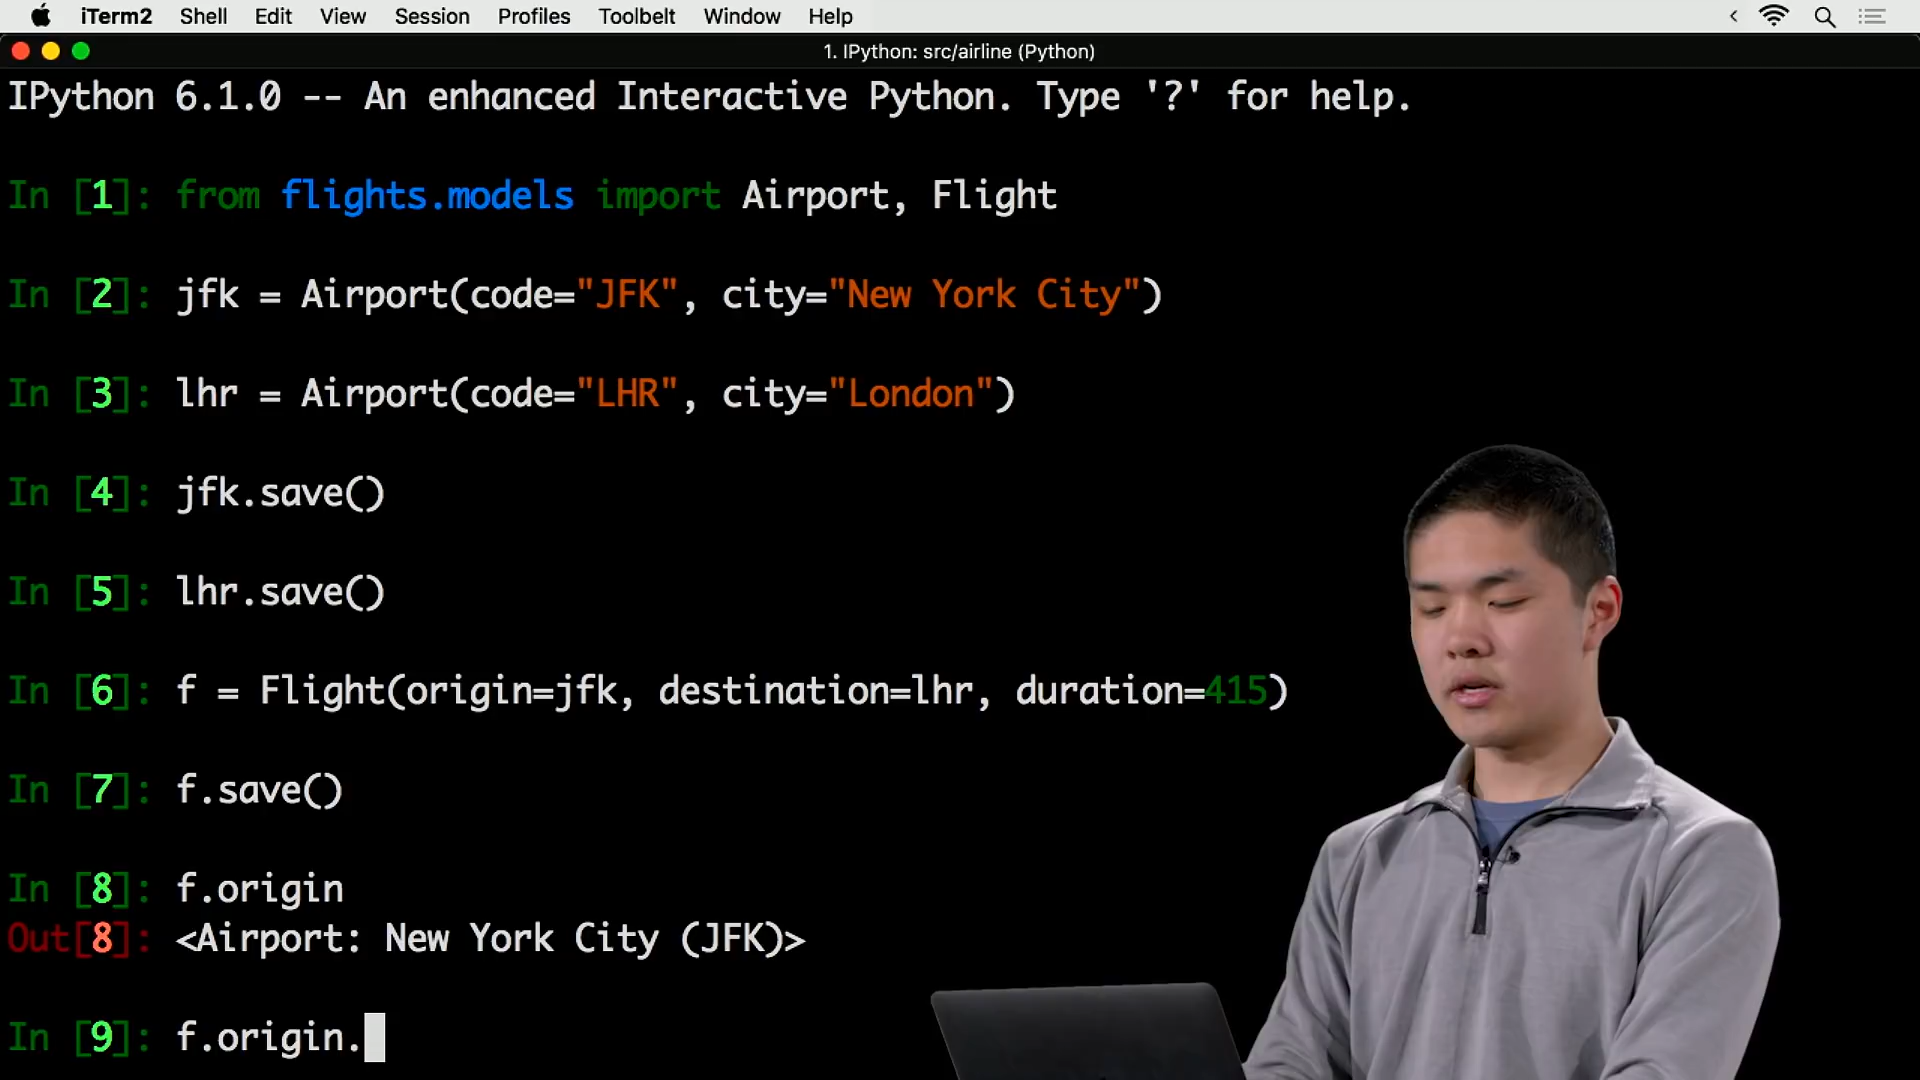 iTerm2 Shell Edit View Session Profiles Toolbelt Window Help
1. IPython: src/airline (Python)
IPython 6.1.0 -- An enhanced Interactive Python. Type '?' for help.
In [1]: from flights.models import Airport, Flight
In [2]: jfk = Airport(code="JFK", city="New York City")
In [3]: lhr = Airport(code="LHR", city="London")
In [4]: jfk.save()
In [5]: lhr.save()
In [6]: f = Flight(origin=jfk, destination=lhr, duration=415)
In [7]: f.save()
In [8]: f.origin
Out[8]: <Airport: New York City (JFK)>
In [9]: f.origin.